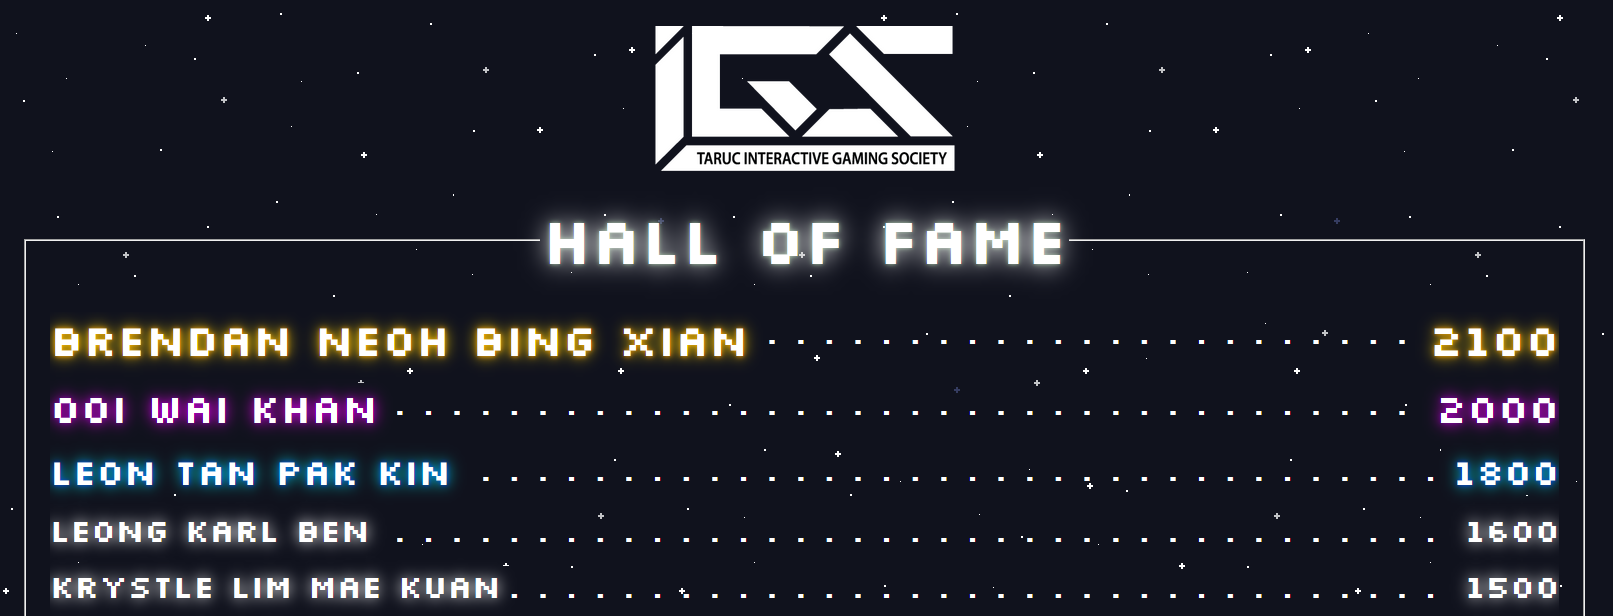 IGS
TARUC INTERACTIVE GAMING SOCIETY
HALL OF FAME
BRENDAN NEOH BING XIAN . . . . . . . . . . . . . . . . . . . . . . . 2100
OOI WAI KHAN . . . . . . . . . . . . . . . . . . . . . . . . . . . . . . . . . . . . 2000
LEON TAN PAK KIN . . . . . . . . . . . . . . . . . . . . . . . . . . . . . . . . . . 1800
LEONG KARL BEN . . . . . . . . . . . . . . . . . . . . . . . . . . . . . . . . . . . . . 1600
KRYSTLE LIM MAE KUAN . . . . . . . . . . . . . . . . . . . . . . . . . . . . . . . . . 1500